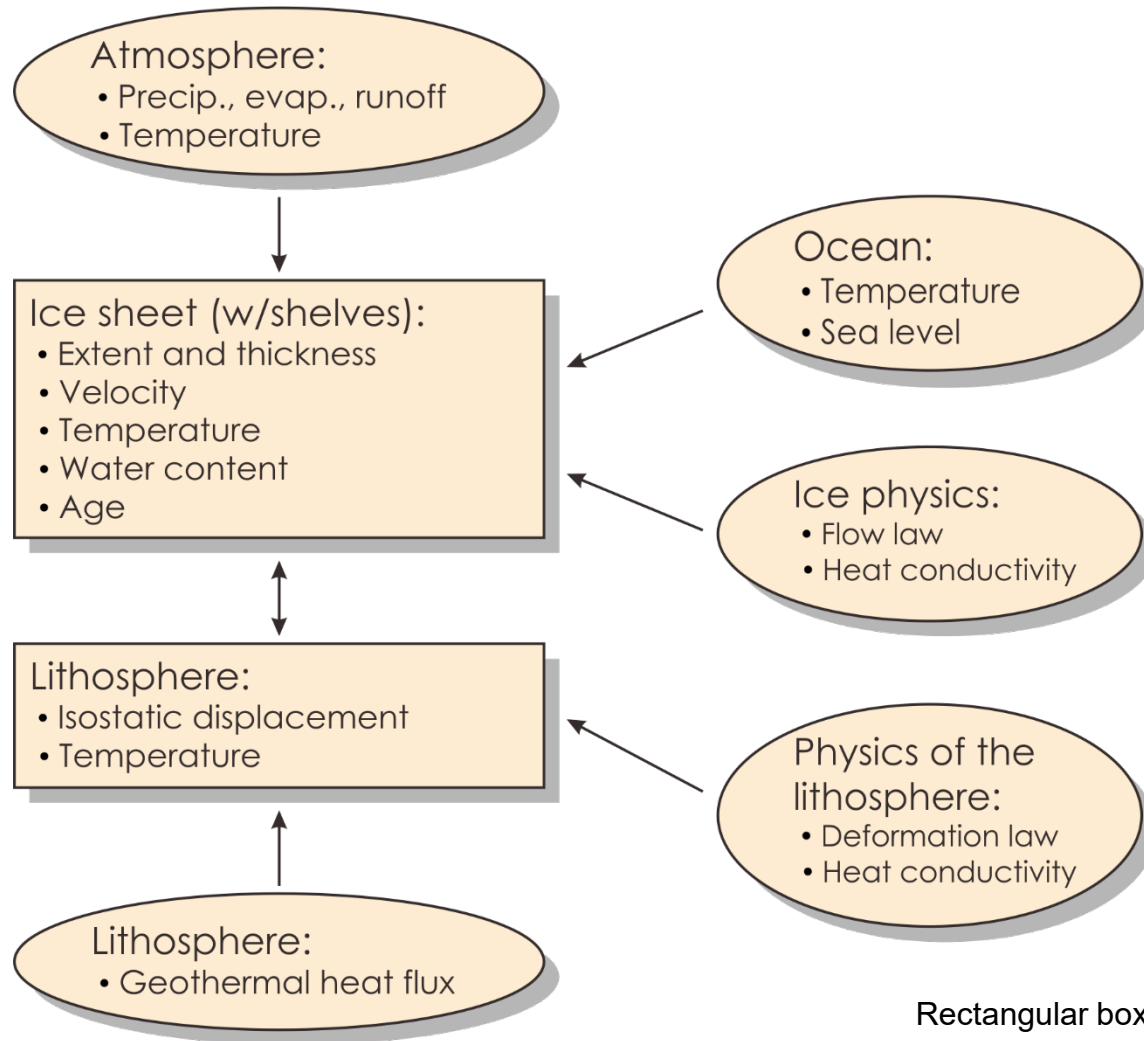 Atmosphere:
• Precip., evap., runoff
• Temperature
Ice sheet (w/shelves):
• Extent and thickness
• Velocity
• Temperature
• Water content
• Age
Lithosphere:
• Isostatic displacement
• Temperature
Lithosphere:
• Geothermal heat flux
Ocean:
• Temperature
• Sea level
Ice physics:
• Flow law
• Heat conductivity
Physics of the
lithosphere:
• Deformation law
• Heat conductivity
Rectangular box